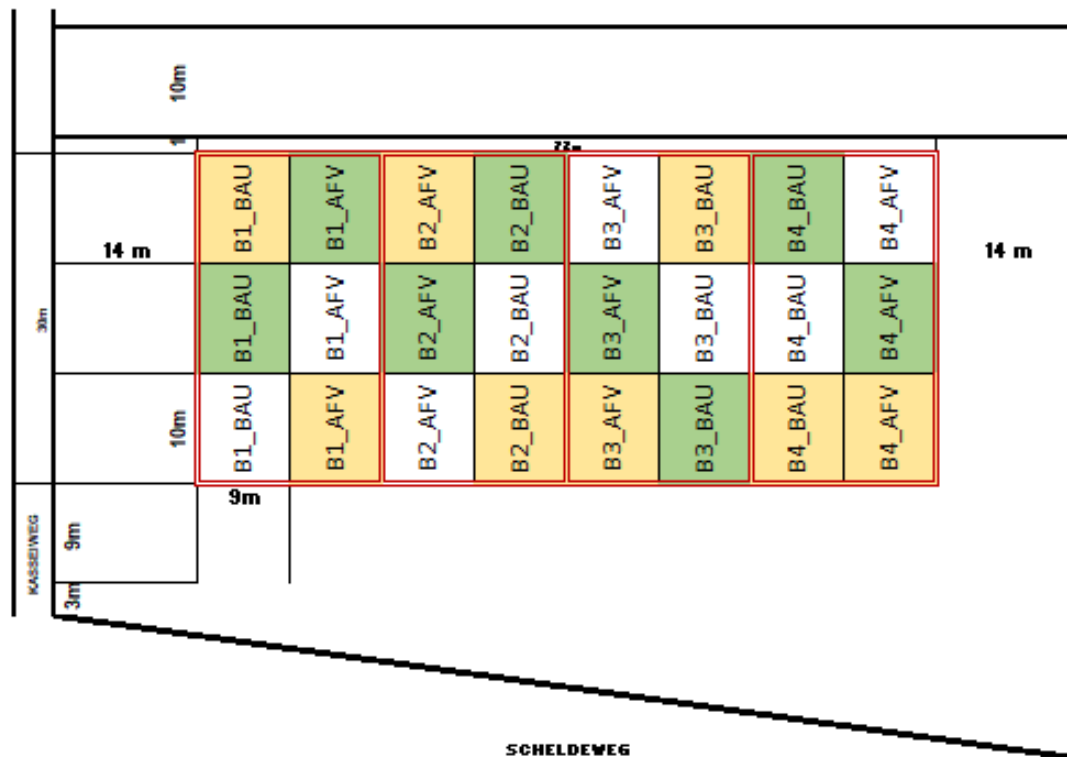 10m
72m
B1_BAU B1_AFV B2_AFV B2_BAU B3_AFV B3_BAU B4_BAU B4_AFV
14 m
14 m
B1_BAU B1_AFV B2_AFV B2_BAU B3_AFV B3_BAU B4_BAU B4_AFV
30m
B1_BAU B1_AFV B2_AFV B2_BAU B3_AFV B3_BAU B4_BAU B4_AFV
10m
9m
9m
KASSEIWEG
3m
SCHELDEWEG